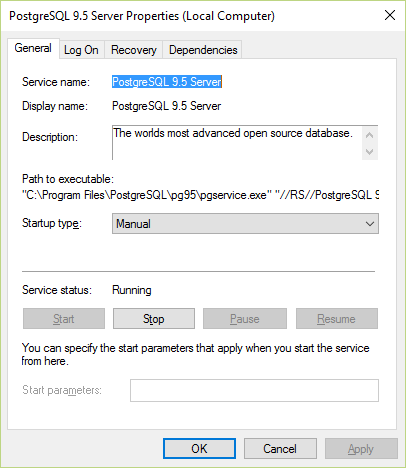 PostgreSQL 9.5 Server Properties (Local Computer)
General Log On Recovery Dependencies
Service name: PostgreSQL 9.5 Server
Display name: PostgreSQL 9.5 Server
Description: The worlds most advanced open source database.
Path to executable:
"C:\Program Files\PostgreSQL\pg95\pgservice.exe" "//RS//PostgreSQL 9
Startup type: Manual
Service status: Running
Start Stop Pause Resume
You can specify the start parameters that apply when you start the service
from here.
Start parameters:
OK Cancel Apply